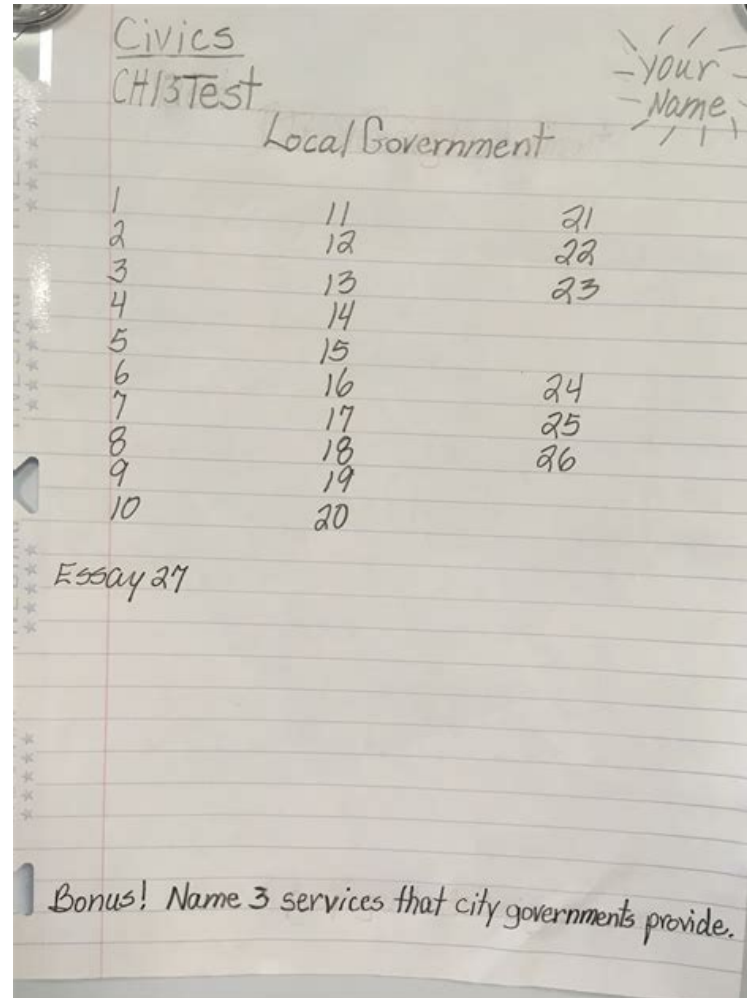 Civics
CH13 Test
Your
Name
Local Government
1 11 21
2 12 22
3 13 23
4 14
5 15
6 16 24
7 17 25
8 18 26
9 19
10 20
Essay 27
Bonus! Name 3 services that city governments provide.